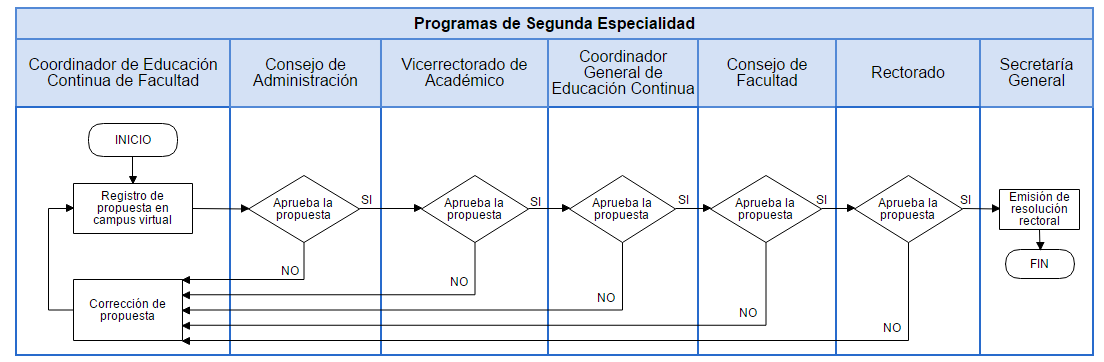 Programas de Segunda Especialidad
Coordinador de Educación
Continua de Facultad
Consejo de
Administración
Vicerrectorado de
Académico
Coordinador
General de
Educación Continua
Consejo de
Facultad
Rectorado
Secretaría
General
INICIO
Registro de
propuesta en
campus virtual
Aprueba la
propuesta
SI
Aprueba la
propuesta
SI
Aprueba la
propuesta
SI
Aprueba la
propuesta
SI
Aprueba la
propuesta
SI
Emisión de
resolución
rectoral
FIN
NO
NO
NO
NO
NO
Corrección de
propuesta